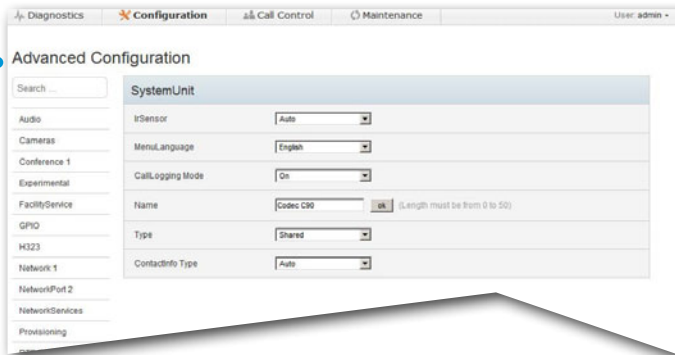 Diagnostics Configuration Call Control Maintenance User: admin
Advanced Configuration
Search ...
Audio
Cameras
Conference 1
Experimental
FacilityService
GPIO
H323
Network 1
NetworkPort 2
NetworkServices
Provisioning
SystemUnit
IrSensor Auto
MenuLanguage English
CallLogging Mode On
Name Codec C90 ok (Length must be from 0 to 50)
Type Shared
ContactInfo Type Auto